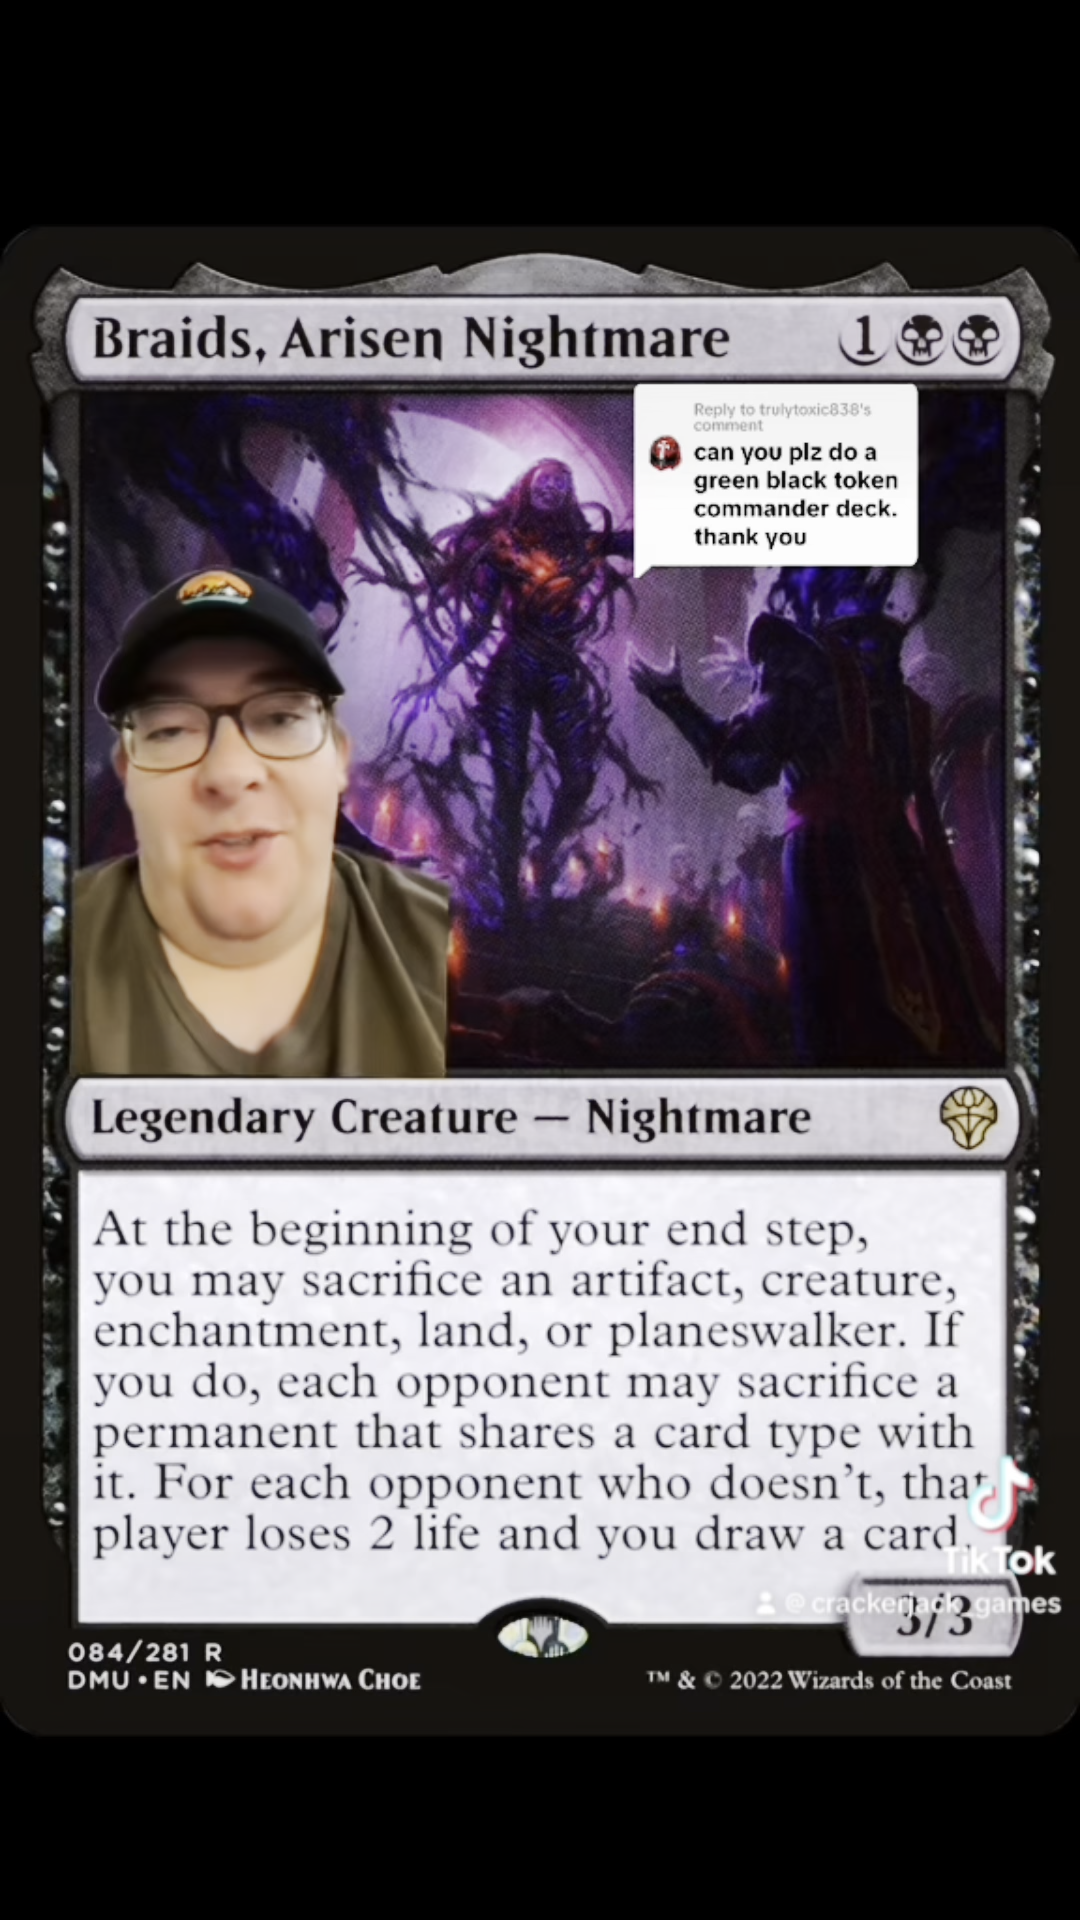 Braids, Arisen Nightmare 1
Reply to trulytoxic838's
comment
can you plz do a
green black token
commander deck.
thank you
Legendary Creature — Nightmare
At the beginning of your end step,
you may sacrifice an artifact, creature,
enchantment, land, or planeswalker. If
you do, each opponent may sacrifice a
permanent that shares a card type with
it. For each opponent who doesn't, that
player loses 2 life and you draw a card.
TikTok
@ crackerjack_games
3/3
084/281 R
DMU • EN HEONHWA CHOE
™ & © 2022 Wizards of the Coast